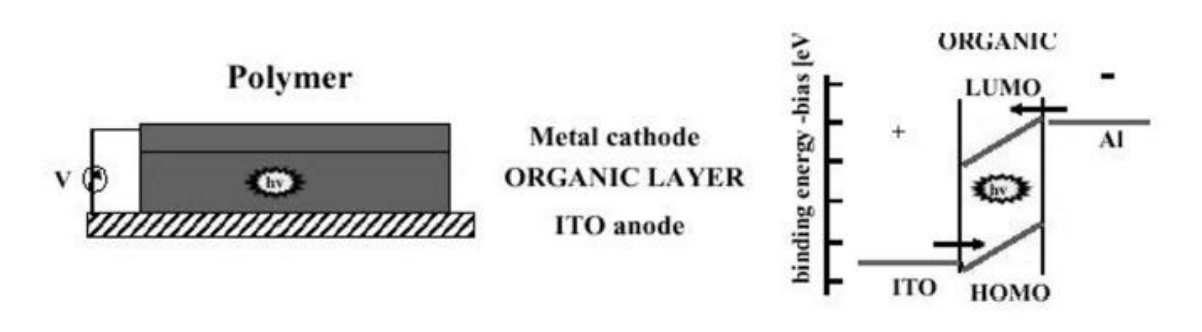 Polymer
V
hv
Metal cathode
ORGANIC LAYER
ITO anode
binding energy -bias [eV
ORGANIC
LUMO
-
+
Al
hv
ITO
HOMO